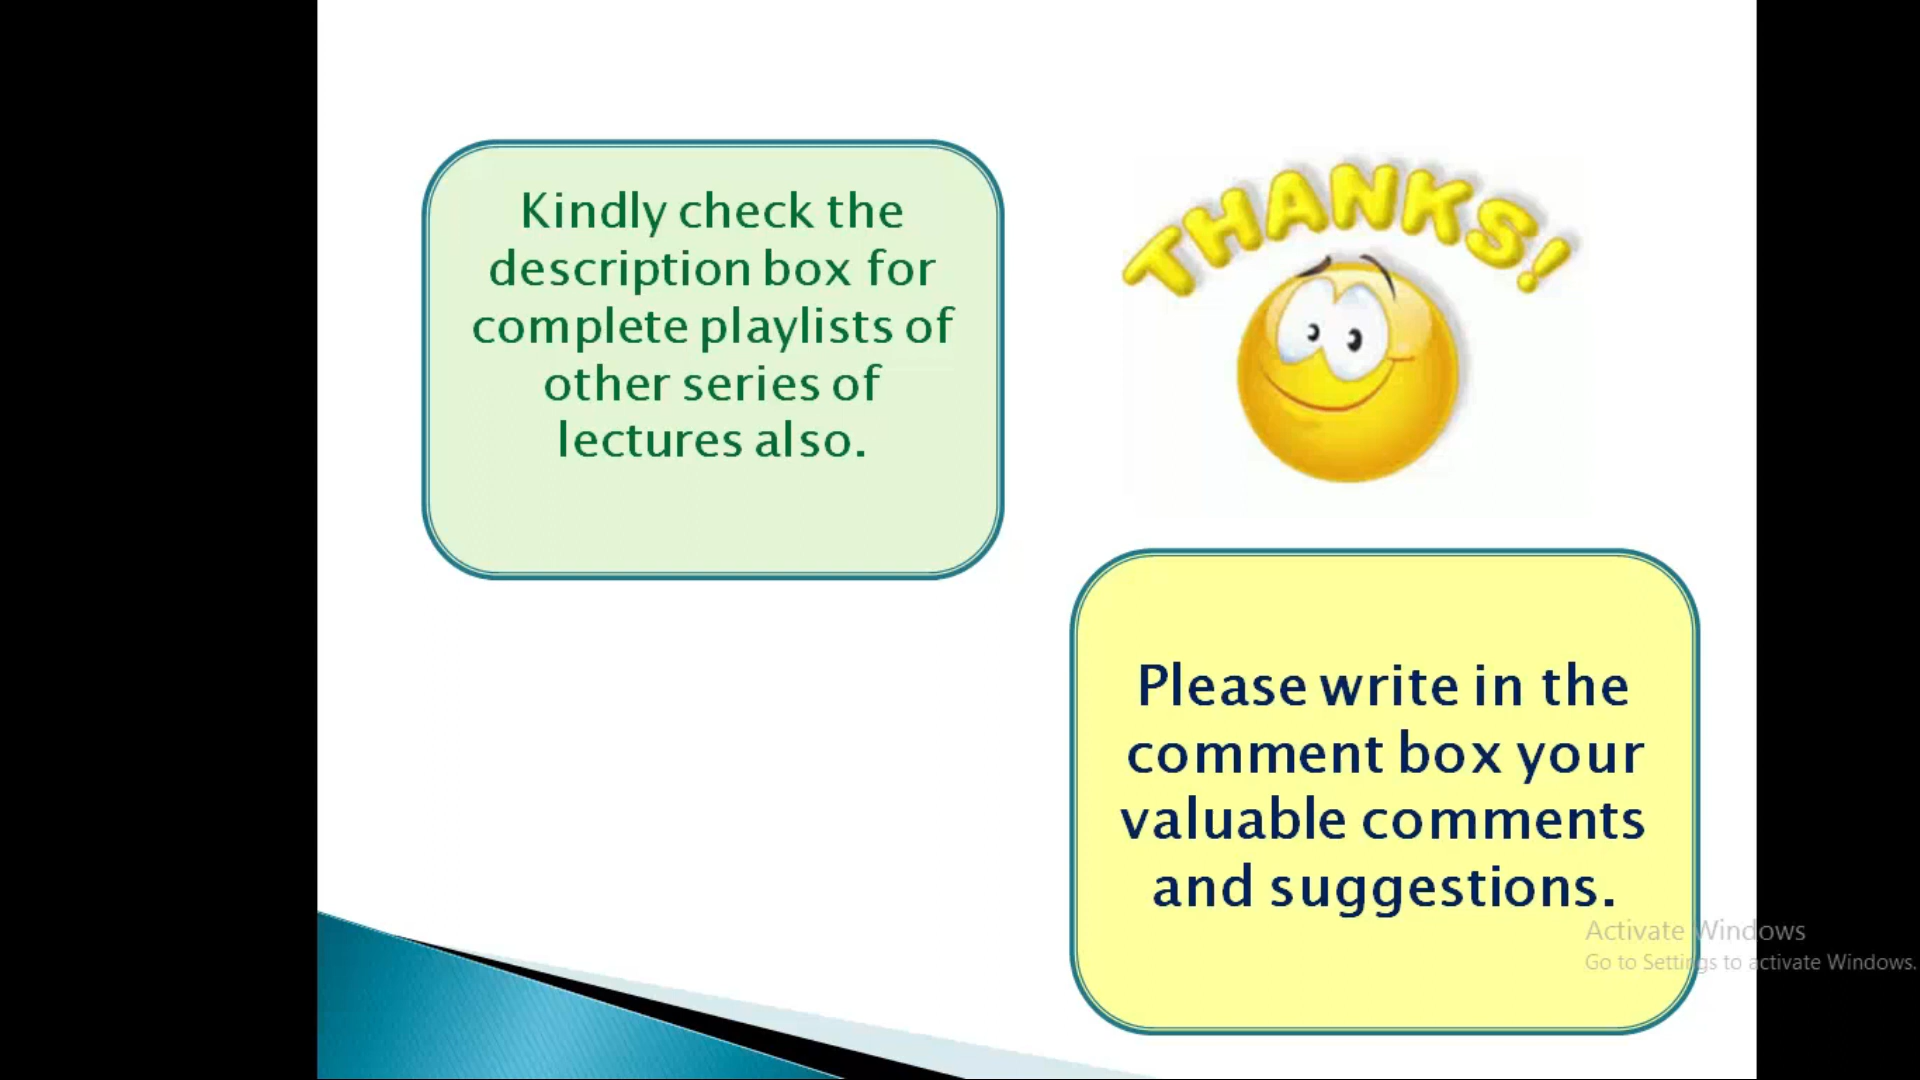 Kindly check the
description box for
complete playlists of
other series of
lectures also.
THANKS!
Please write in the
comment box your
valuable comments
and suggestions.
Activate Windows
Go to Settings to activate Windows.